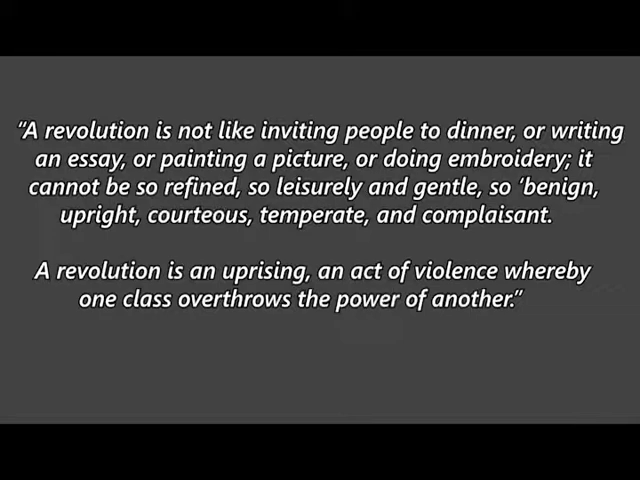 “A revolution is not like inviting people to dinner, or writing
an essay, or painting a picture, or doing embroidery; it
cannot be so refined, so leisurely and gentle, so ‘benign,
upright, courteous, temperate, and complaisant.
A revolution is an uprising, an act of violence whereby
one class overthrows the power of another.”